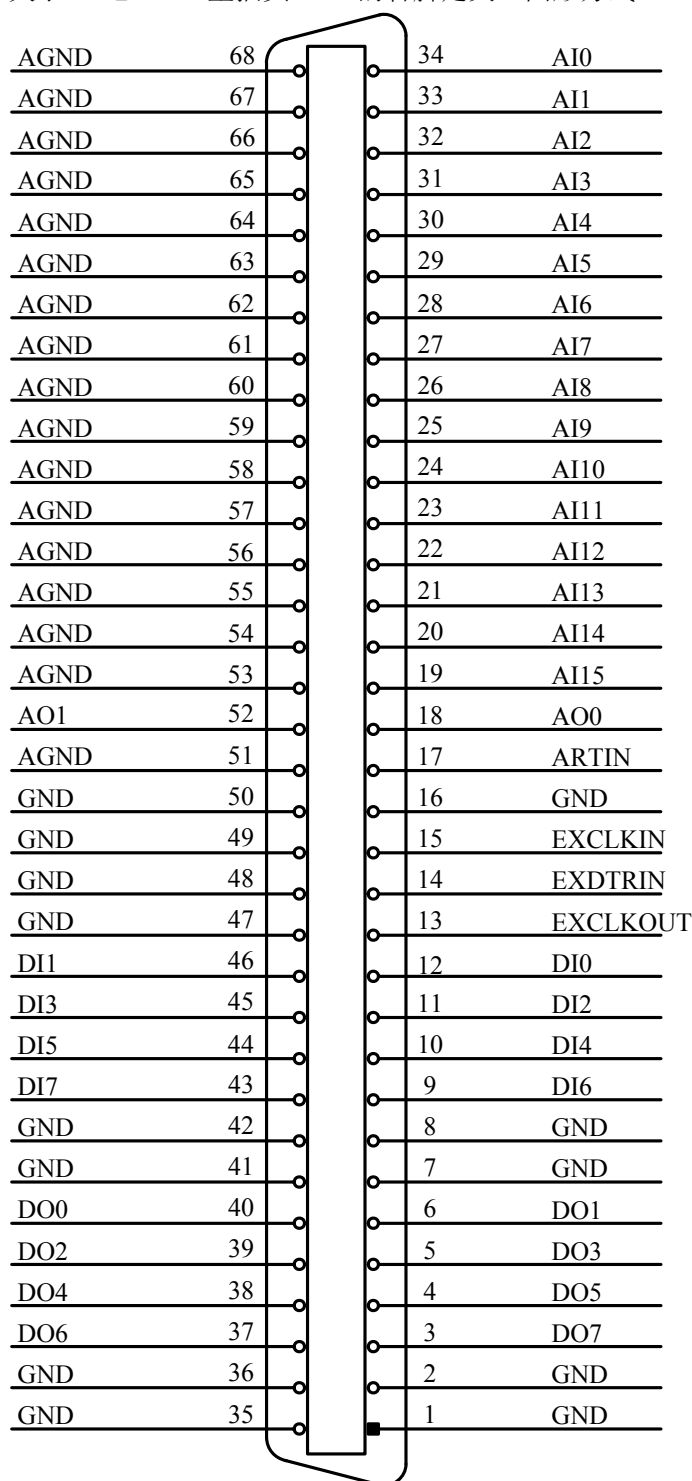 AGND 68 34 AI0
AGND 67 33 AI1
AGND 66 32 AI2
AGND 65 31 AI3
AGND 64 30 AI4
AGND 63 29 AI5
AGND 62 28 AI6
AGND 61 27 AI7
AGND 60 26 AI8
AGND 59 25 AI9
AGND 58 24 AI10
AGND 57 23 AI11
AGND 56 22 AI12
AGND 55 21 AI13
AGND 54 20 AI14
AGND 53 19 AI15
AO1 52 18 AO0
AGND 51 17 ARTIN
GND 50 16 GND
GND 49 15 EXCLKIN
GND 48 14 EXDTRIN
GND 47 13 EXCLKOUT
DI1 46 12 DI0
DI3 45 11 DI2
DI5 44 10 DI4
DI7 43 9 DI6
GND 42 8 GND
GND 41 7 GND
DO0 40 6 DO1
DO2 39 5 DO3
DO4 38 4 DO5
DO6 37 3 DO7
GND 36 2 GND
GND 35 1 GND